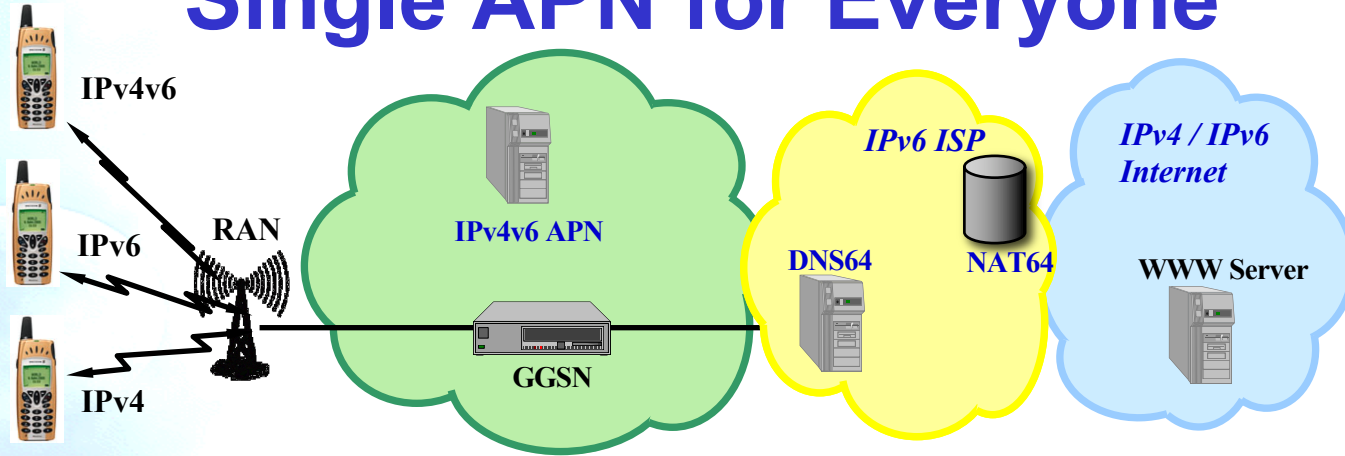 Single APN for Everyone
IPv4v6
IPv6
RAN
IPv4
IPv4v6 APN
GGSN
IPv6 ISP
DNS64
NAT64
IPv4 / IPv6
Internet
WWW Server